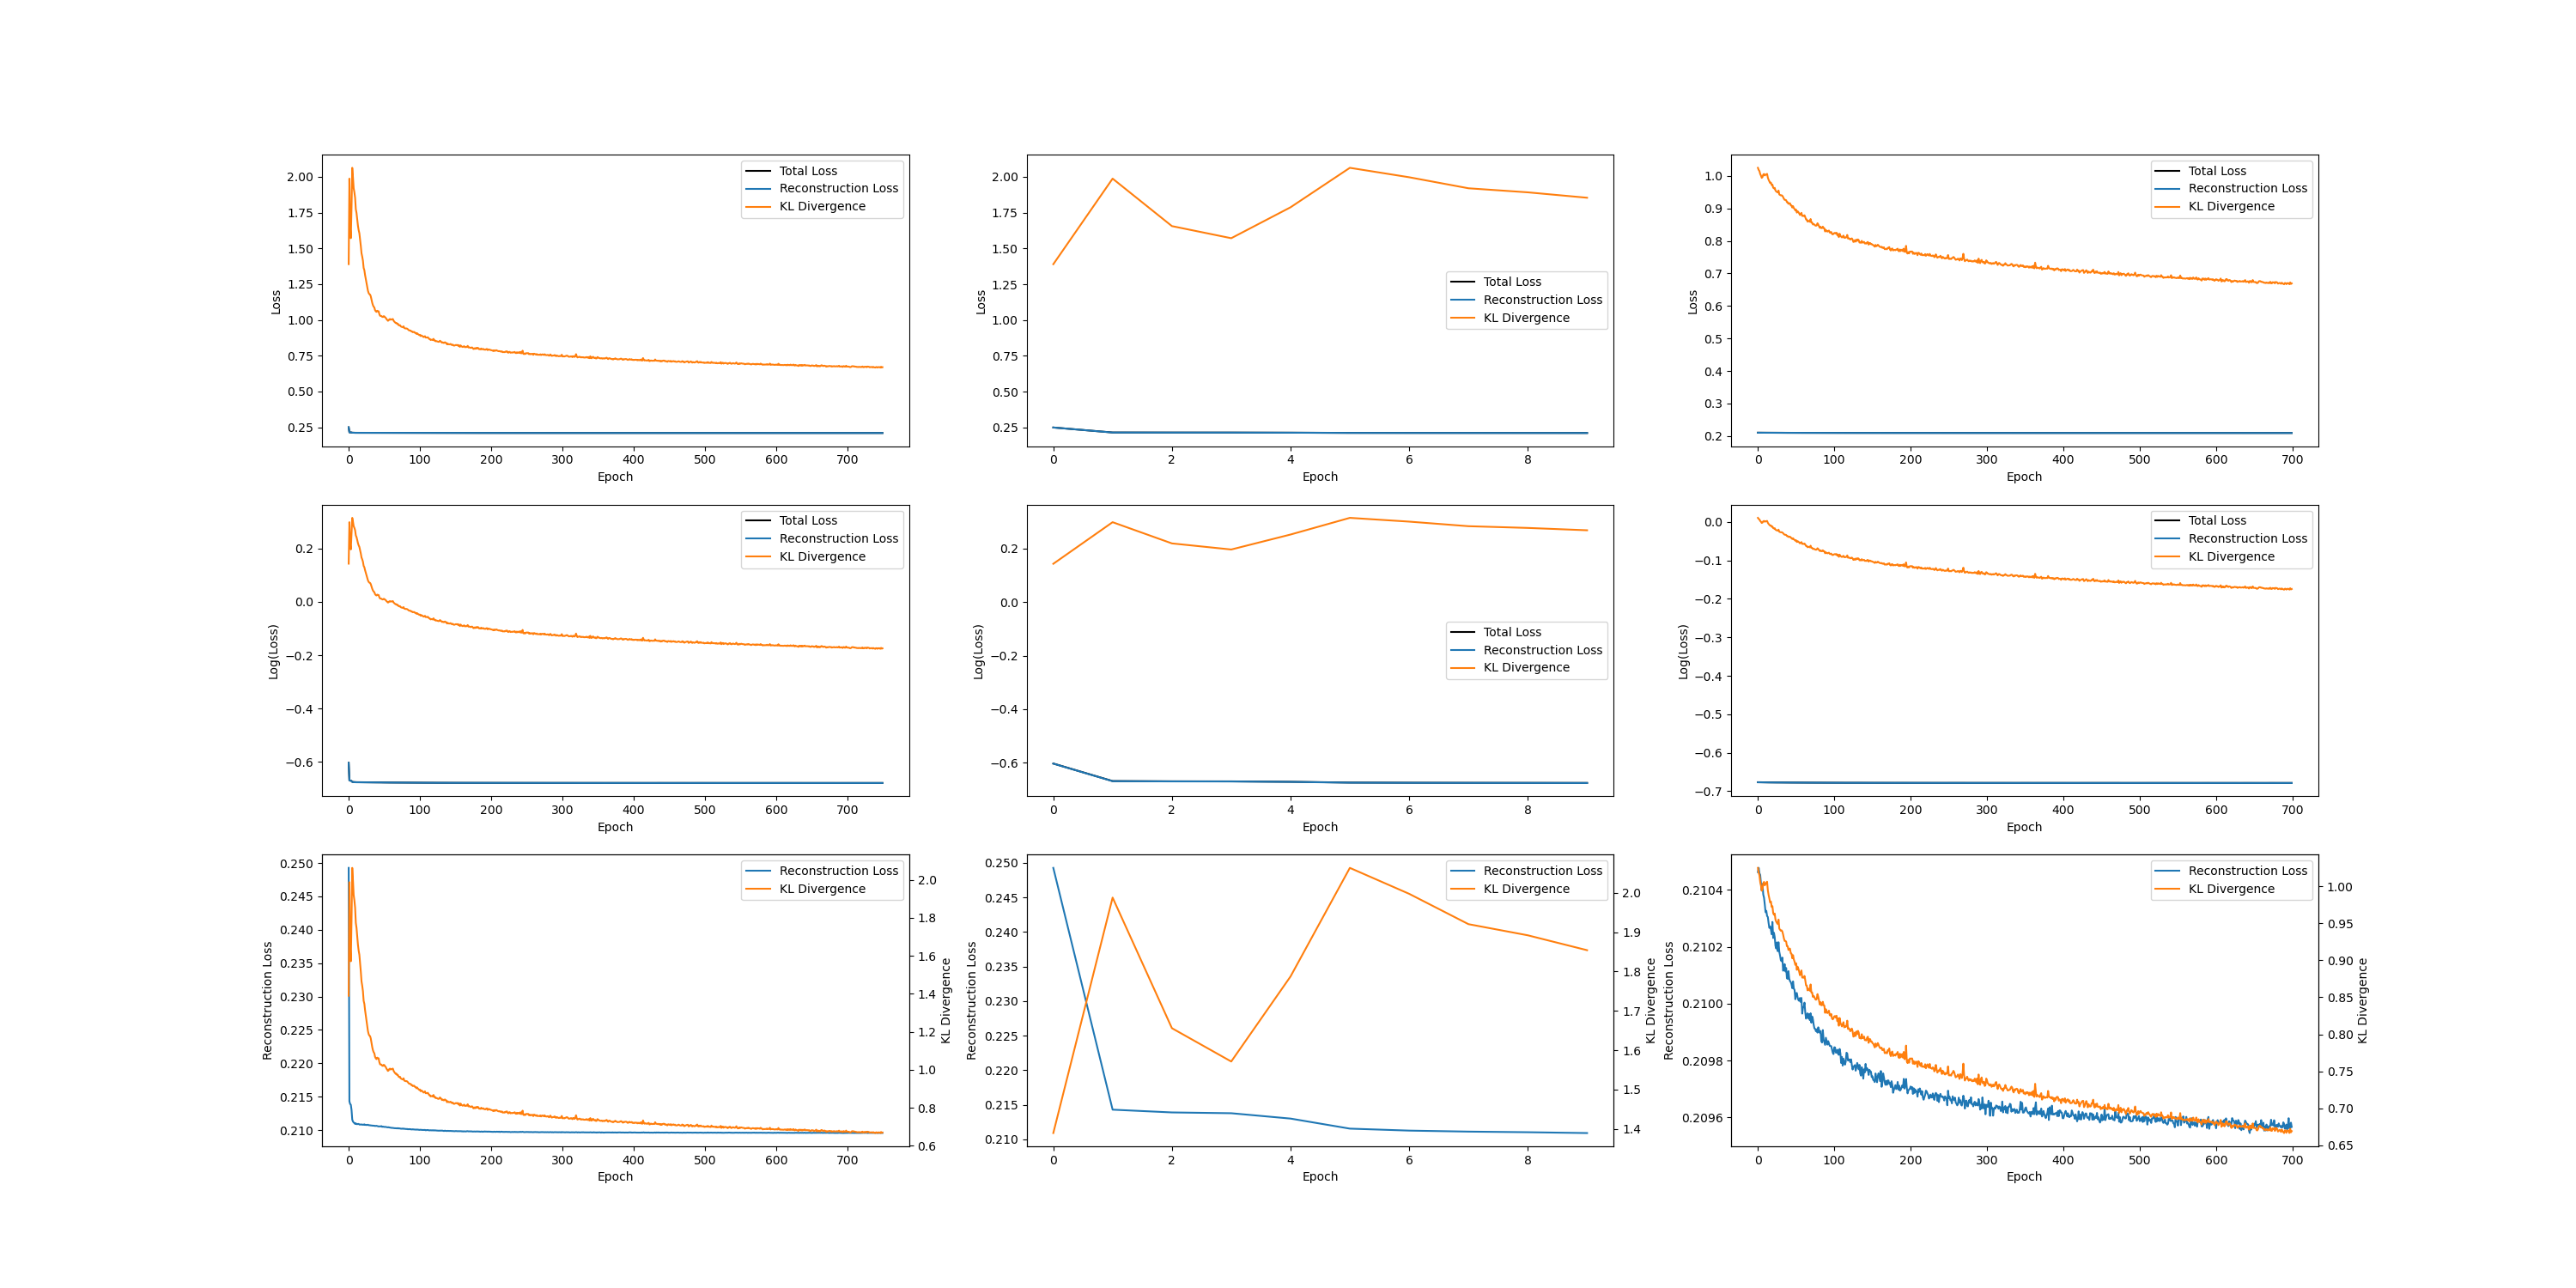 Total Loss
Reconstruction Loss
KL Divergence
2.00
1.75
1.50
1.25
1.00
0.75
0.50
0.25
Loss
0 100 200 300 400 500 600 700
Epoch
Total Loss
Reconstruction Loss
KL Divergence
2.00
1.75
1.50
1.25
1.00
0.75
0.50
0.25
Loss
0 2 4 6 8
Epoch
Total Loss
Reconstruction Loss
KL Divergence
1.0
0.9
0.8
0.7
0.6
0.5
0.4
0.3
0.2
Loss
0 100 200 300 400 500 600 700
Epoch
Total Loss
Reconstruction Loss
KL Divergence
0.2
0.0
−0.2
−0.4
−0.6
Log(Loss)
0 100 200 300 400 500 600 700
Epoch
Total Loss
Reconstruction Loss
KL Divergence
0.2
0.0
−0.2
−0.4
−0.6
Log(Loss)
0 2 4 6 8
Epoch
Total Loss
Reconstruction Loss
KL Divergence
0.0
−0.1
−0.2
−0.3
−0.4
−0.5
−0.6
−0.7
Log(Loss)
0 100 200 300 400 500 600 700
Epoch
Reconstruction Loss
KL Divergence
0.250
0.245
0.240
0.235
0.230
0.225
0.220
0.215
0.210
Reconstruction Loss
2.0
1.8
1.6
1.4
1.2
1.0
0.8
0.6
KL Divergence
0 100 200 300 400 500 600 700
Epoch
Reconstruction Loss
KL Divergence
0.250
0.245
0.240
0.235
0.230
0.225
0.220
0.215
0.210
Reconstruction Loss
2.0
1.9
1.8
1.7
1.6
1.5
1.4
KL Divergence
0 2 4 6 8
Epoch
Reconstruction Loss
KL Divergence
0.2104
0.2102
0.2100
0.2098
0.2096
Reconstruction Loss
1.00
0.95
0.90
0.85
0.80
0.75
0.70
0.65
KL Divergence
0 100 200 300 400 500 600 700
Epoch